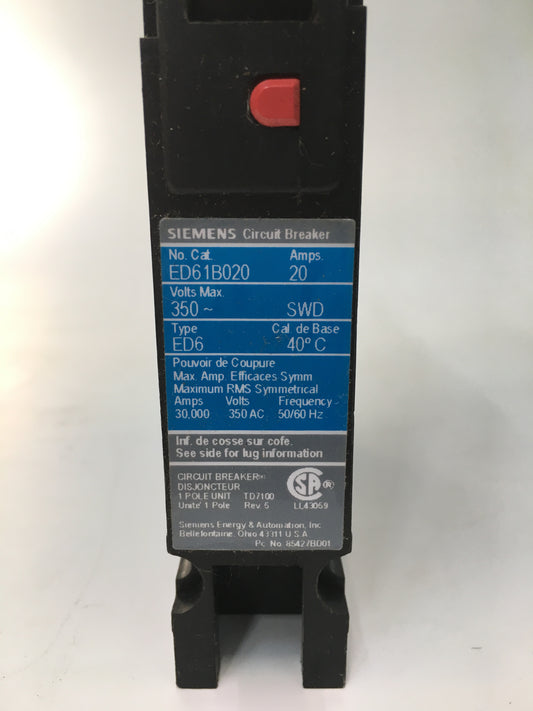 SIEMENS Circuit Breaker
No. Cat. Amps.
ED61B020 20
Volts Max.
350 ~ SWD
Type Cal. de Base
ED6 40° C
Pouvoir de Coupure
Max. Amp. Efficaces Symm
Maximum RMS Symmetrical
Amps Volts Frequency
30,000 350 AC 50/60 Hz
Inf. de cosse sur cofe.
See side for lug information
CIRCUIT BREAKER
DISJONCTEUR
1 POLE UNIT TD7100
Unite' 1 Pole Rev. 5
SA ®
LL43059
Siemens Energy & Automation, Inc
Bellefontaine, Ohio 43311 U.S.A.
Pc. No. 85427BD01